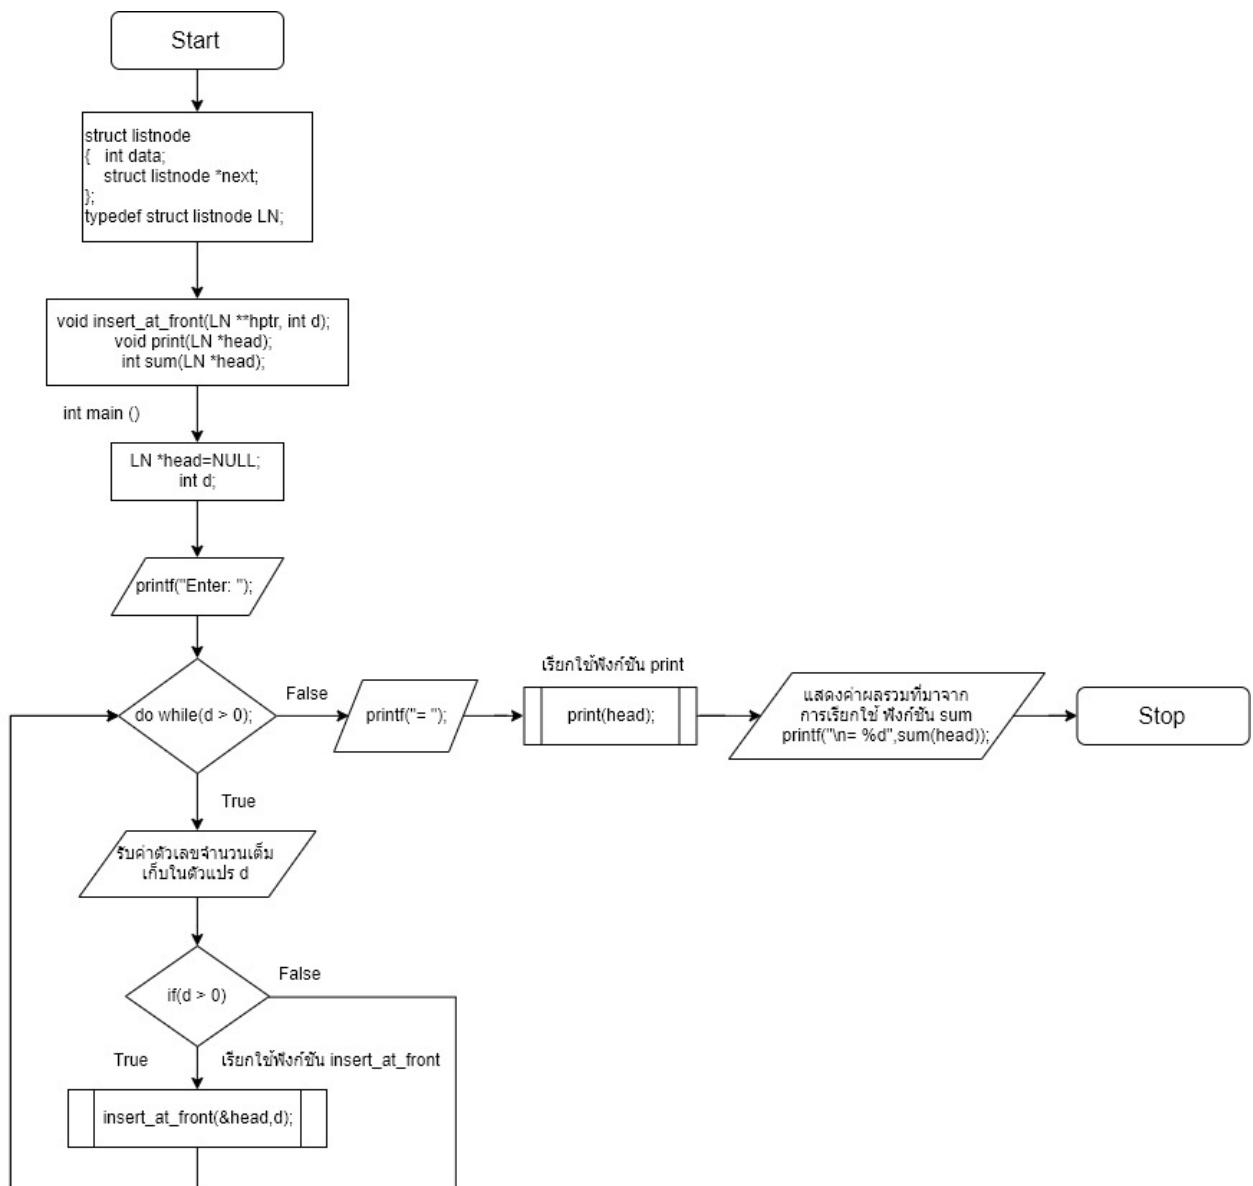 Start
struct listnode
{ int data;
struct listnode *next;
};
typedef struct listnode LN;
void insert_at_front(LN **hptr, int d);
void print(LN *head);
int sum(LN *head);
int main ()
LN *head=NULL;
int d;
printf("Enter: ");
do while(d > 0);
False
printf("= ");
เรียกใช้ฟังก์ชัน print
print(head);
แสดงค่าผลรวมที่มาจาก
การเรียกใช้ ฟังก์ชัน sum
printf("\n= %d",sum(head));
Stop
True
รับค่าตัวเลขจำนวนเต็ม
เก็บในตัวแปร d
if(d > 0)
False
True
เรียกใช้ฟังก์ชัน insert_at_front
insert_at_front(&head,d);